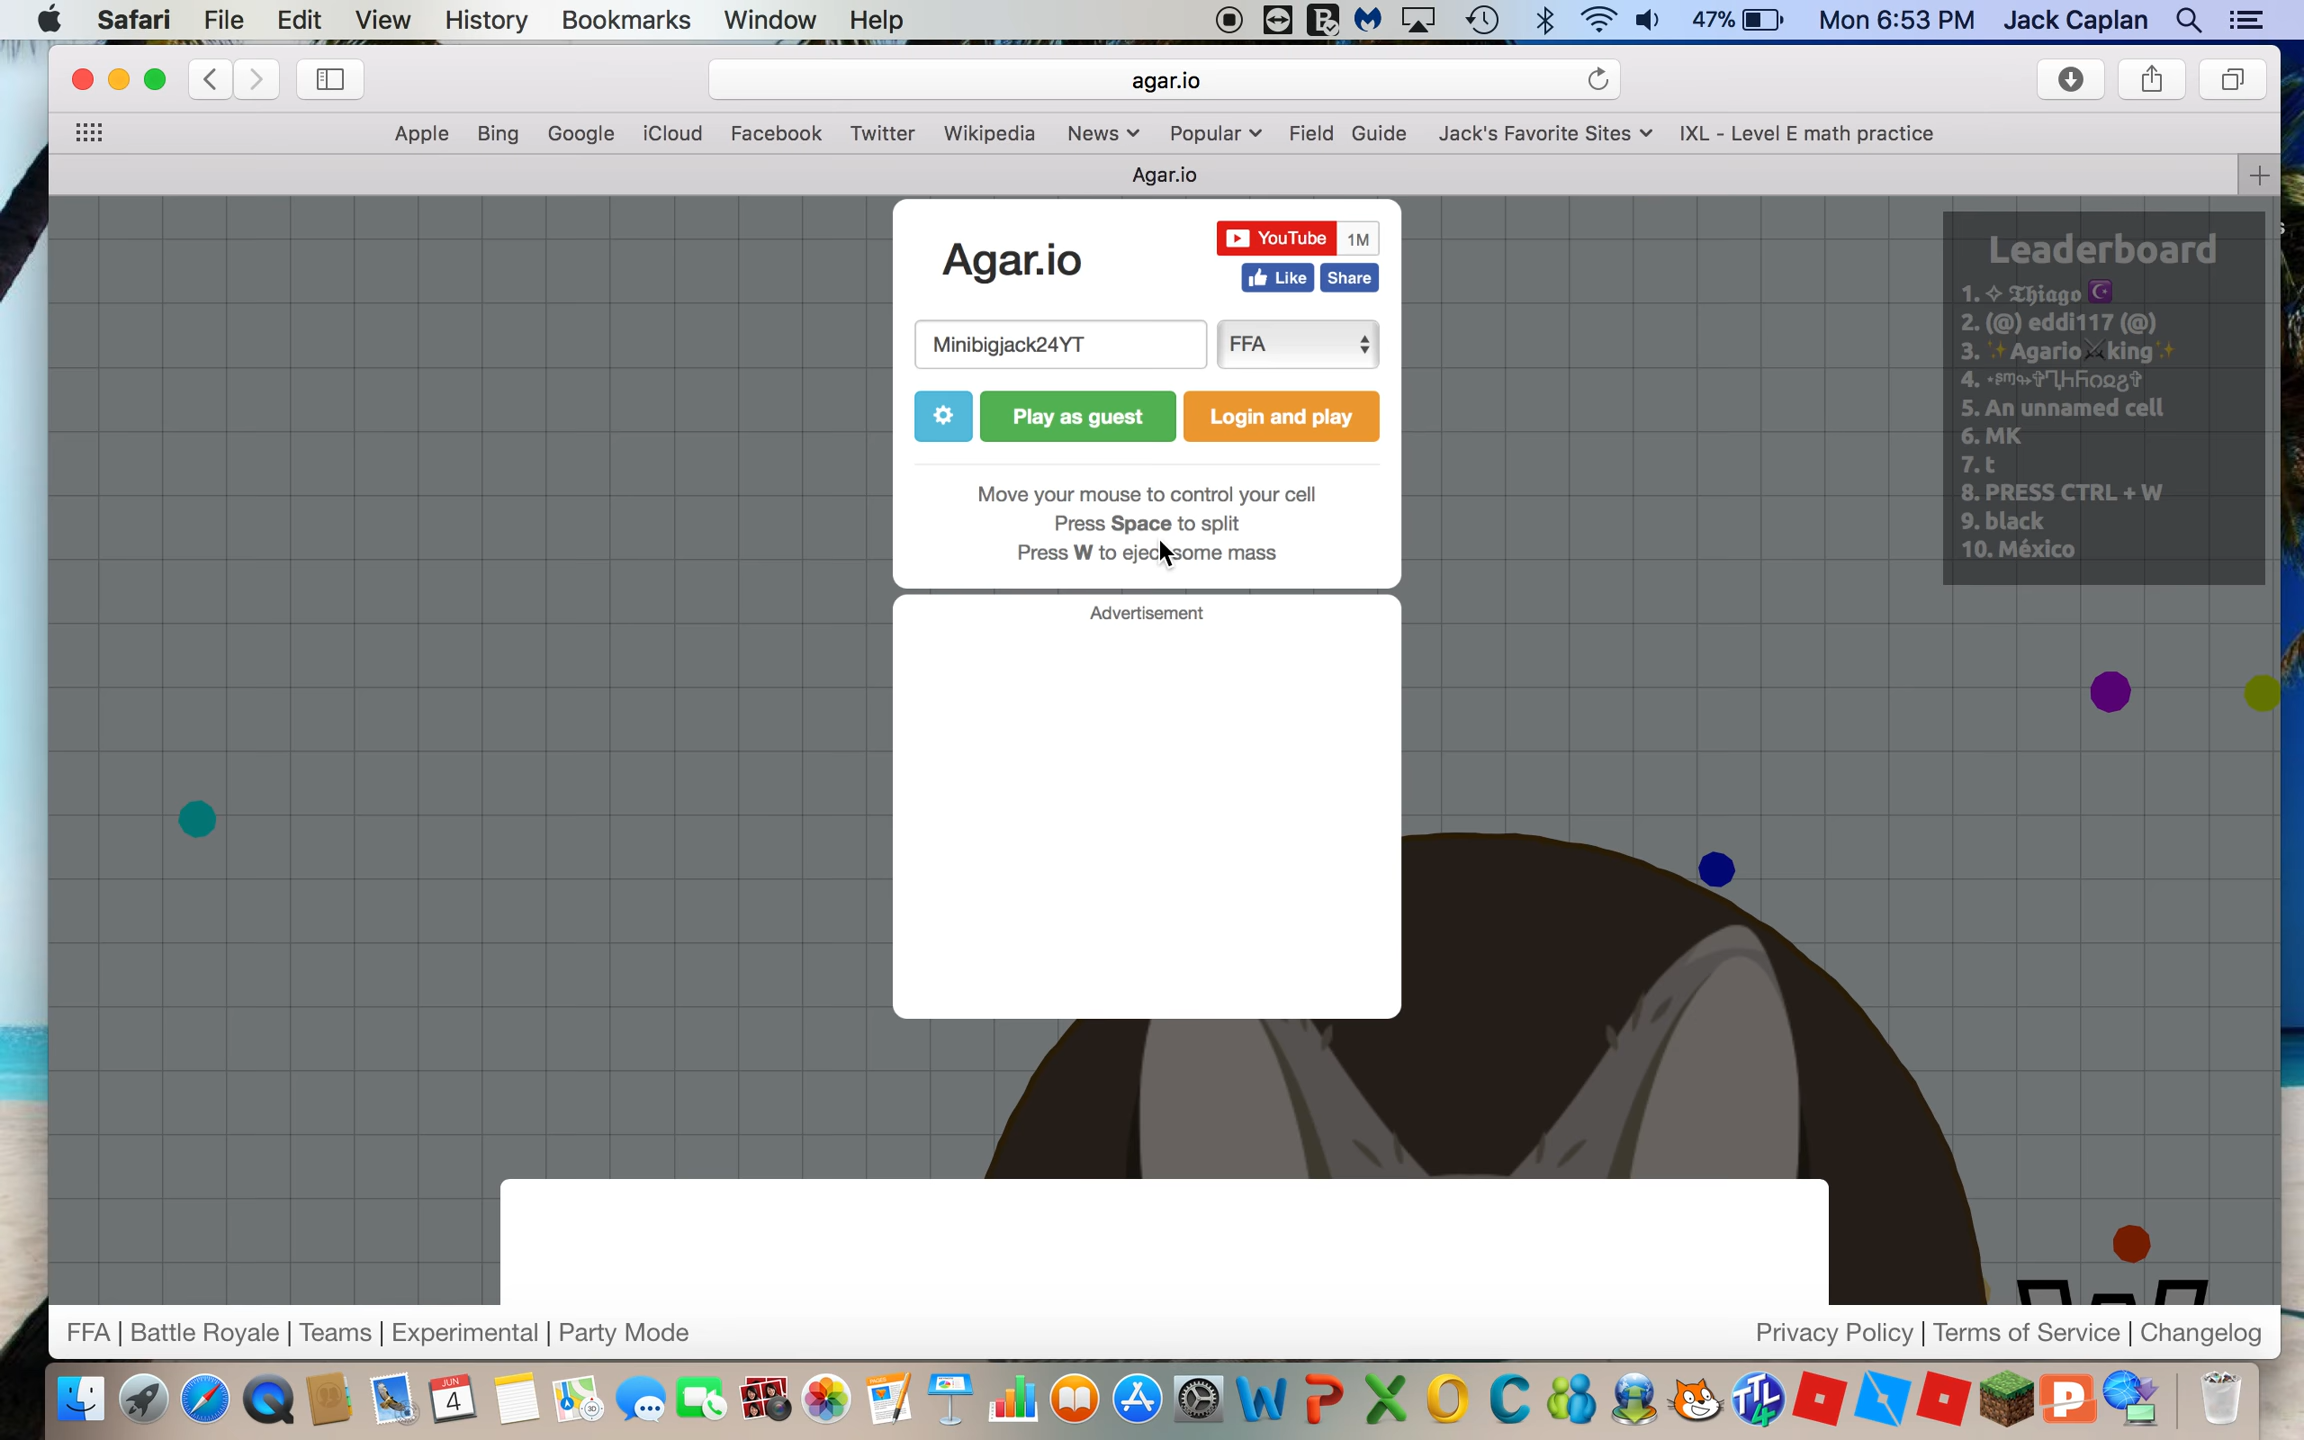 Safari File Edit View History Bookmarks Window Help 47% Mon 6:53 PM Jack Caplan
agar.io
Apple Bing Google iCloud Facebook Twitter Wikipedia News Popular Field Guide Jack's Favorite Sites IXL - Level E math practice
Agar.io
Agar.io
YouTube 1M
Like Share
Minibigjack24YT FFA
Play as guest Login and play
Move your mouse to control your cell
Press Space to split
Press W to eject some mass
Advertisement
Leaderboard
1. ✧ 𝕿𝖍𝖎𝖆𝖌𝖔 ☪
2. (@) eddi117 (@)
3. ✨Agario⚔king✨
4.
5. An unnamed cell
6. MK
7. t
8. PRESS CTRL + W
9. black
10. México
FFA | Battle Royale | Teams | Experimental | Party Mode
Privacy Policy | Terms of Service | Changelog
JUN
4